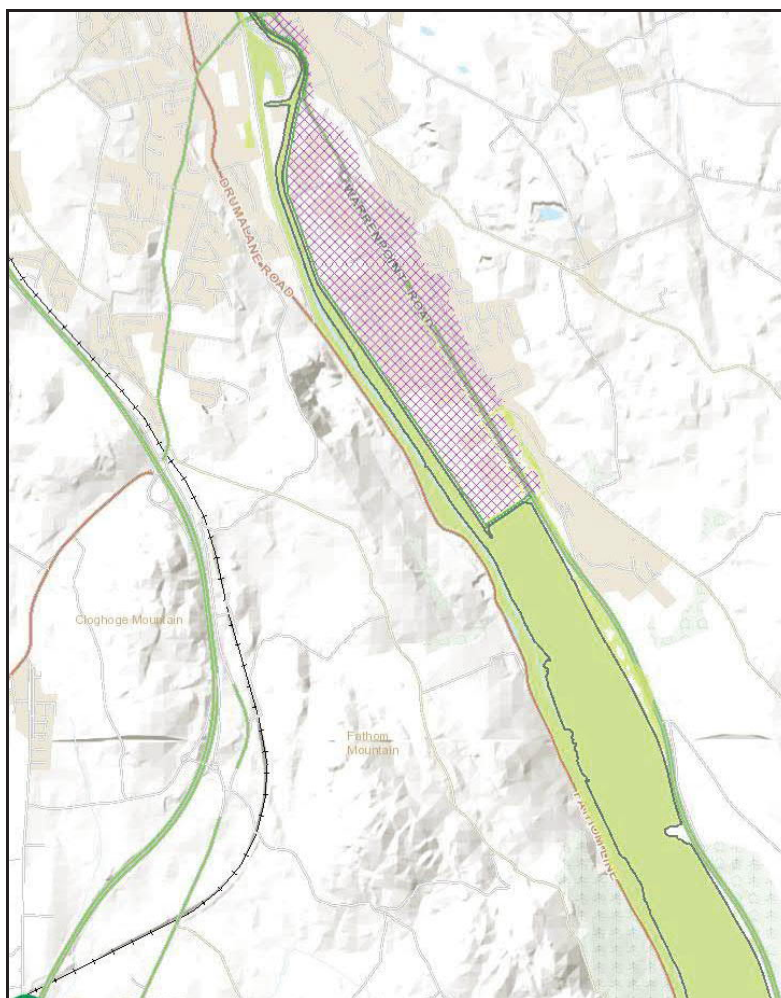 DRUMALANE ROAD
WARRENPOINT ROAD
Cloghoge Mountain
Fathom
Mountain
FATHOM LINE